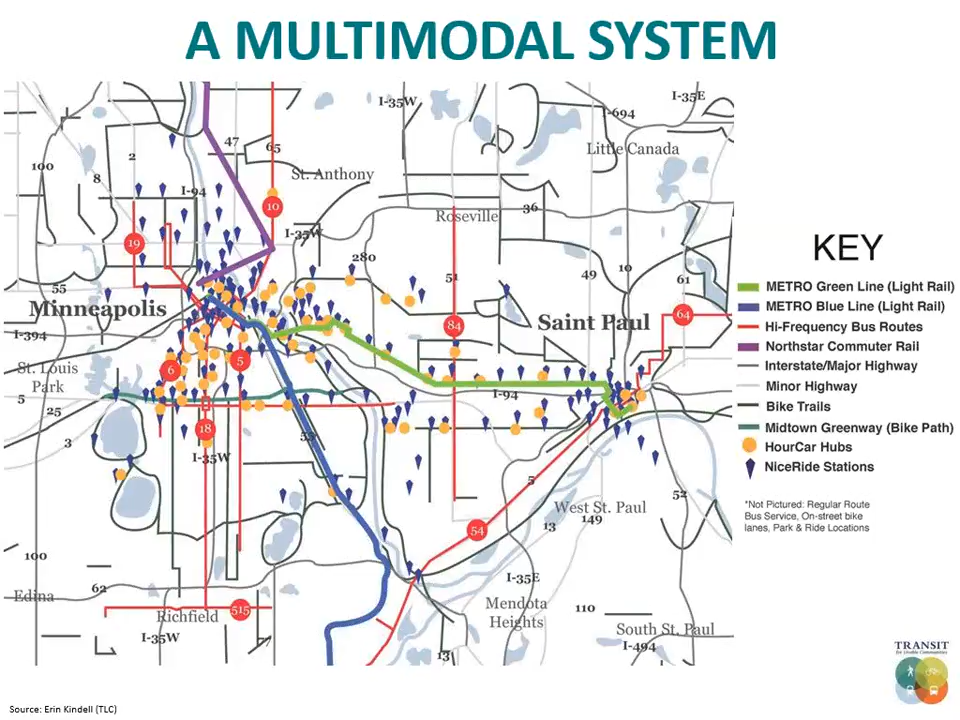 A MULTIMODAL SYSTEM
I-35W
I-35E
I-694
47
65
Little Canada
100
2
St. Anthony
8
I-94
10
Roseville
36
I-35W
19
280
51
49
10
61
55
Minneapolis
Saint Paul
64
84
I-394
5
St. Louis
Park
6
I-94
5
25
18
55
3
I-35W
5
52
West St. Paul
149
13
54
100
62
I-35E
Edina
Mendota
Heights
515
110
Richfield
South St. Paul
I-35W
I-494
13
7
KEY
METRO Green Line (Light Rail)
METRO Blue Line (Light Rail)
Hi-Frequency Bus Routes
Northstar Commuter Rail
Interstate/Major Highway
Minor Highway
Bike Trails
Midtown Greenway (Bike Path)
HourCar Hubs
NiceRide Stations
*Not Pictured: Regular Route
Bus Service, On-street bike
lanes, Park & Ride Locations
TRANSIT
for Livable Communities
Source: Erin Kindell (TLC)